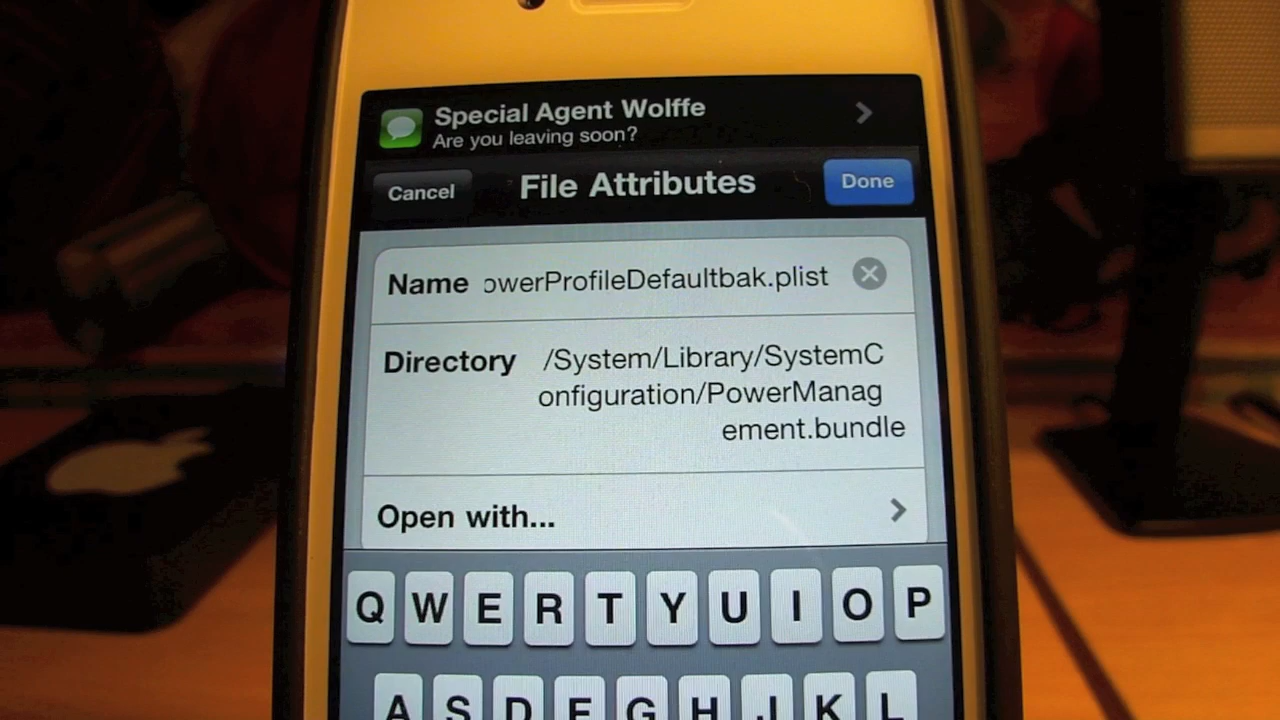 Special Agent Wolffe
Are you leaving soon?
Cancel File Attributes Done
Name owerProfileDefaultbak.plist
Directory /System/Library/SystemC
onfiguration/PowerManag
ement.bundle
Open with...
Q W E R T Y U I O P
A S D F G H J K L